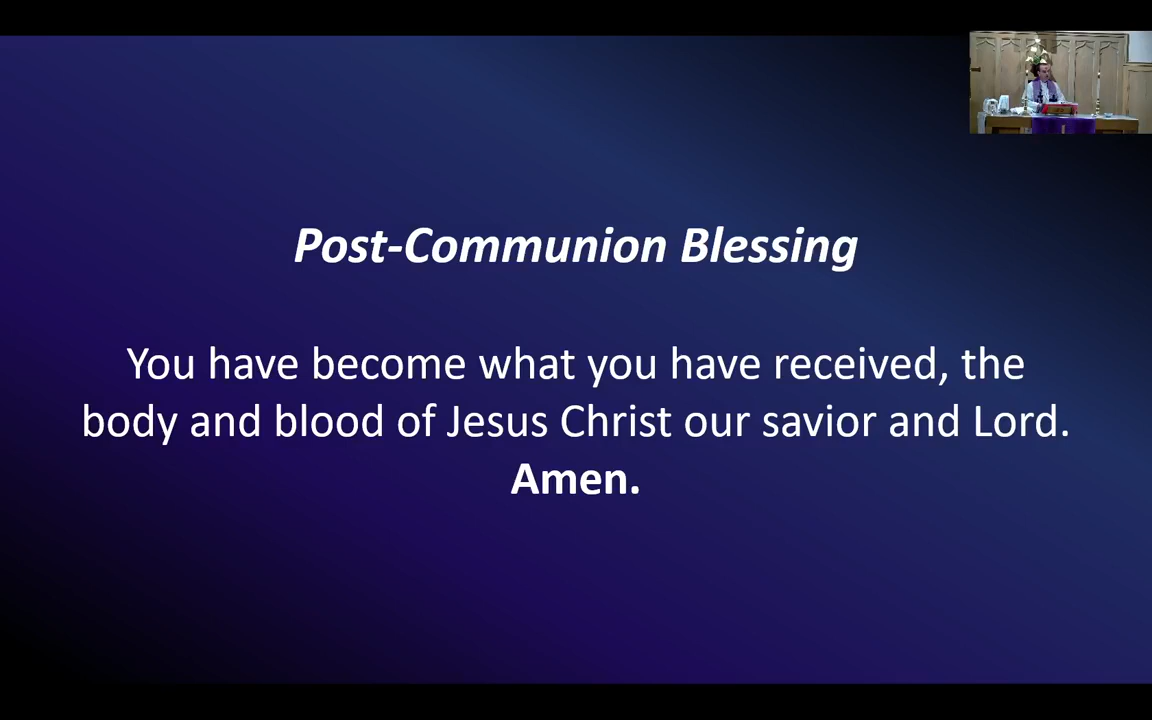 Post-Communion Blessing
You have become what you have received, the
body and blood of Jesus Christ our savior and Lord.
Amen.